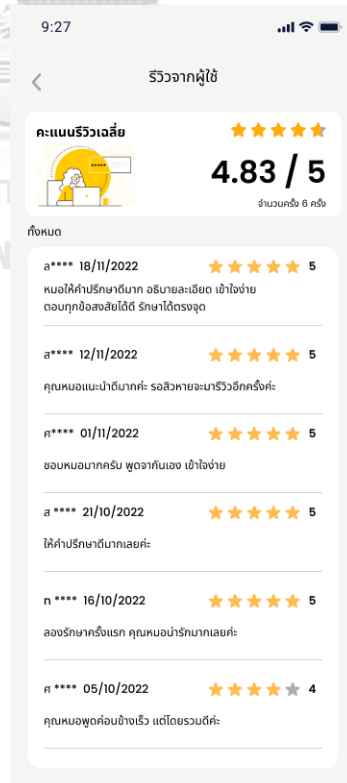 9:27
รีวิวจากผู้ใช้
คะแนนรีวิวเฉลี่ย
4.83 / 5
จำนวนครั้ง 6 ครั้ง
ทั้งหมด
ล**** 18/11/2022 5
หมอให้คำปรึกษาดีมาก อธิบายละเอียด เข้าใจง่าย
ตอบทุกข้อสงสัยได้ดี รักษาได้ตรงจุด
ส**** 12/11/2022 5
คุณหมอแนะนำดีมากค่ะ รอสิวหายจะมารีวิวอีกครั้งค่ะ
ศ**** 01/11/2022 5
ชอบหมอมากครับ พูดจากันเอง เข้าใจง่าย
ส **** 21/10/2022 5
ให้คำปรึกษาดีมากเลยค่ะ
ก **** 16/10/2022 5
ลองรักษาครั้งแรก คุณหมอน่ารักมากเลยค่ะ
ศ **** 05/10/2022 4
คุณหมอพูดค่อนข้างเร็ว แต่โดยรวมดีค่ะ